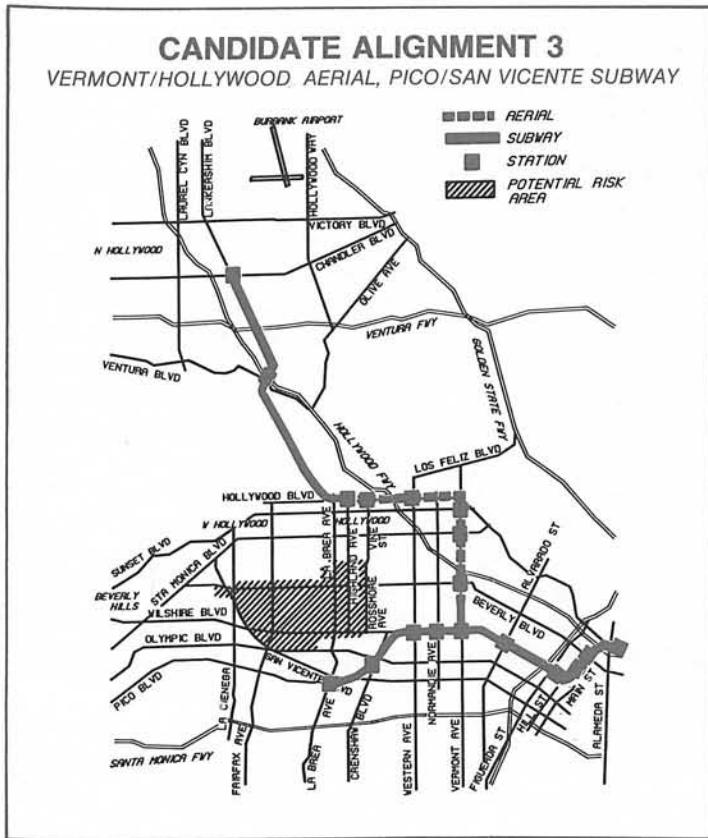 CANDIDATE ALIGNMENT 3
VERMONT/HOLLYWOOD AERIAL, PICO/SAN VICENTE SUBWAY
AERIAL
SUBWAY
STATION
POTENTIAL RISK
AREA
BURBANK AIRPORT
LAUREL CYN BLVD
LANKERSHIM BLVD
HOLLYWOOD WAY
VICTORY BLVD
N HOLLYWOOD
CHANDLER BLVD
OLIVE AVE
VENTURA FWY
GOLDEN STATE FWY
VENTURA BLVD
HOLLYWOOD FWY
LOS FELIZ BLVD
HOLLYWOOD BLVD
W HOLLYWOOD
HOLLYWOOD
LA BREA AVE
HIGHLAND AVE
VINE ST
ROSSMORE AVE
SUNSET BLVD
STA MONICA BLVD
BEVERLY
HILLS
WILSHIRE BLVD
OLYMPIC BLVD
PICO BLVD
SAN VICENTE BLVD
ALVARADO ST
BEVERLY BLVD
LA CIENEGA
FAIRFAX AVE
LA BREA
AVE
CRENSHAW BLVD
WESTERN AVE
NORMANDIE AVE
VERMONT AVE
FIGUEROA ST
HILL ST
MAIN ST
ALAMEDA ST
SANTA MONICA FWY